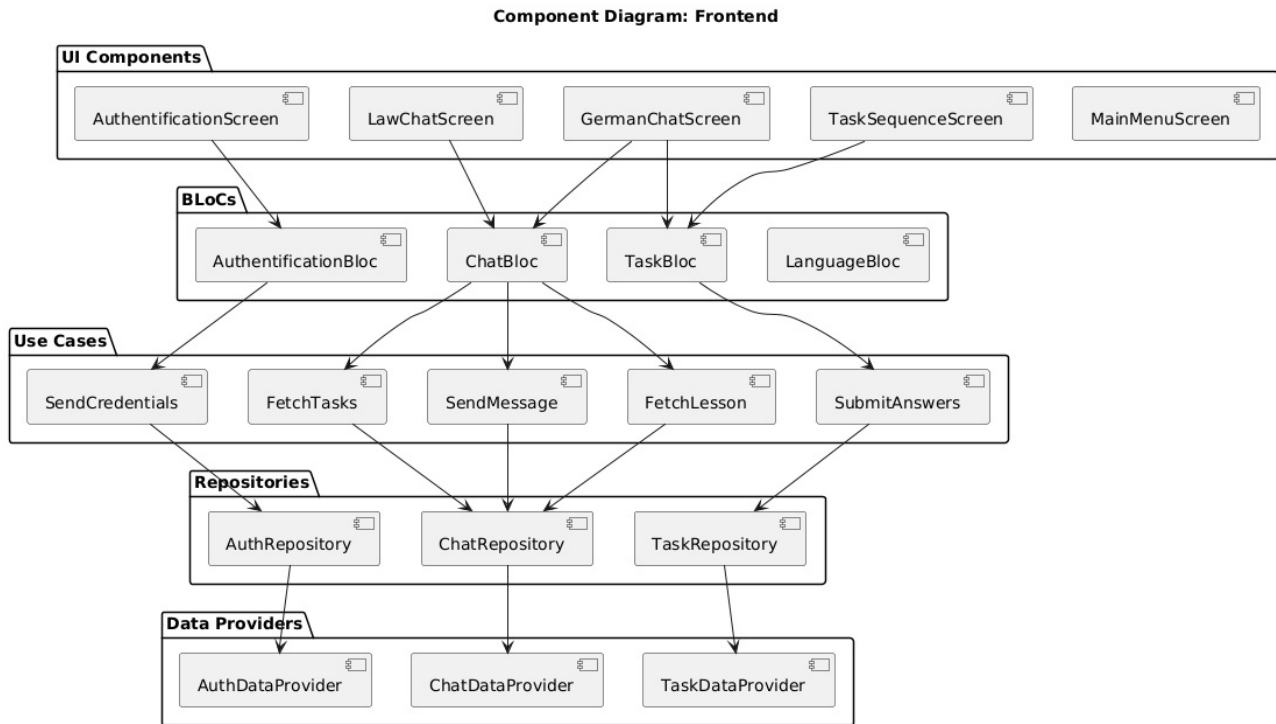 Component Diagram: Frontend
UI Components
AuthentificationScreen
LawChatScreen
GermanChatScreen
TaskSequenceScreen
MainMenuScreen
BLoCs
AuthentificationBloc
ChatBloc
TaskBloc
LanguageBloc
Use Cases
SendCredentials
FetchTasks
SendMessage
FetchLesson
SubmitAnswers
Repositories
AuthRepository
ChatRepository
TaskRepository
Data Providers
AuthDataProvider
ChatDataProvider
TaskDataProvider